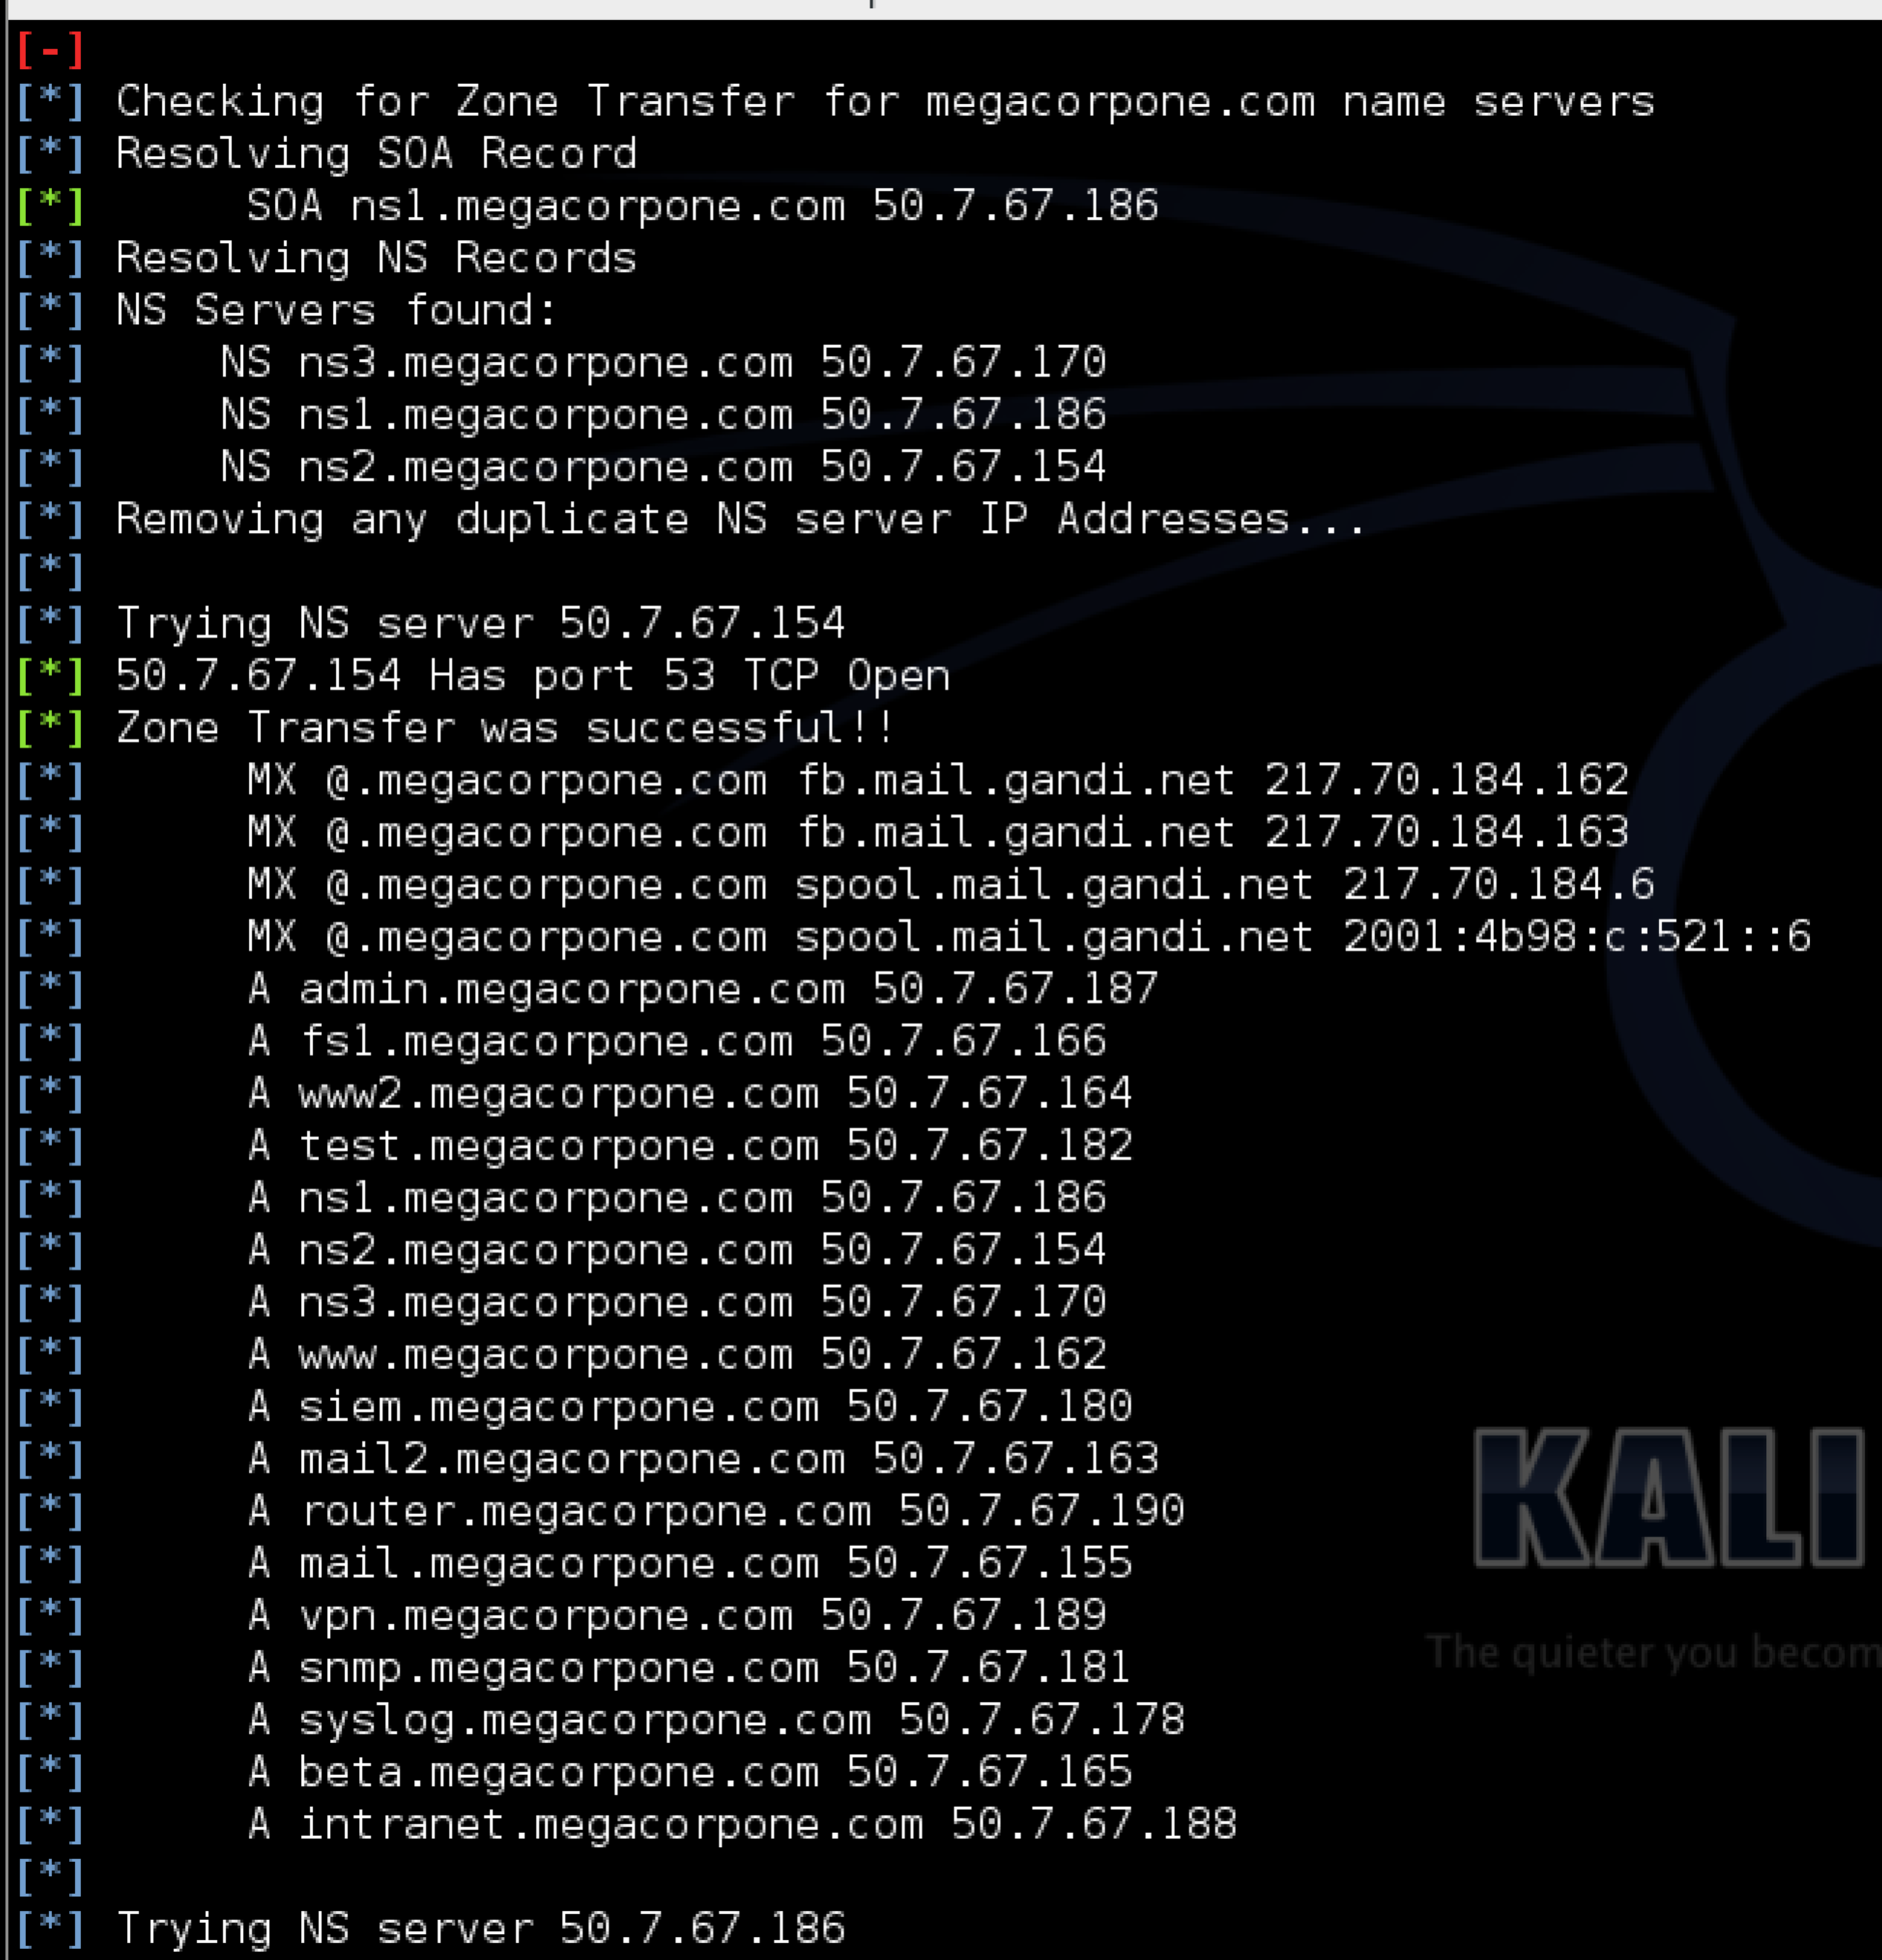 [-]
[*] Checking for Zone Transfer for megacorpone.com name servers
[*] Resolving SOA Record
[*]      SOA ns1.megacorpone.com 50.7.67.186
[*] Resolving NS Records
[*] NS Servers found:
[*]     NS ns3.megacorpone.com 50.7.67.170
[*]     NS ns1.megacorpone.com 50.7.67.186
[*]     NS ns2.megacorpone.com 50.7.67.154
[*] Removing any duplicate NS server IP Addresses...
[*]
[*] Trying NS server 50.7.67.154
[*] 50.7.67.154 Has port 53 TCP Open
[*] Zone Transfer was successful!!
[*]      MX @.megacorpone.com fb.mail.gandi.net 217.70.184.162
[*]      MX @.megacorpone.com fb.mail.gandi.net 217.70.184.163
[*]      MX @.megacorpone.com spool.mail.gandi.net 217.70.184.6
[*]      MX @.megacorpone.com spool.mail.gandi.net 2001:4b98:c:521::6
[*]      A admin.megacorpone.com 50.7.67.187
[*]      A fs1.megacorpone.com 50.7.67.166
[*]      A www2.megacorpone.com 50.7.67.164
[*]      A test.megacorpone.com 50.7.67.182
[*]      A ns1.megacorpone.com 50.7.67.186
[*]      A ns2.megacorpone.com 50.7.67.154
[*]      A ns3.megacorpone.com 50.7.67.170
[*]      A www.megacorpone.com 50.7.67.162
[*]      A siem.megacorpone.com 50.7.67.180
[*]      A mail2.megacorpone.com 50.7.67.163
[*]      A router.megacorpone.com 50.7.67.190
[*]      A mail.megacorpone.com 50.7.67.155
[*]      A vpn.megacorpone.com 50.7.67.189
[*]      A snmp.megacorpone.com 50.7.67.181
[*]      A syslog.megacorpone.com 50.7.67.178
[*]      A beta.megacorpone.com 50.7.67.165
[*]      A intranet.megacorpone.com 50.7.67.188
[*]
[*] Trying NS server 50.7.67.186
KALI
The quieter you becom